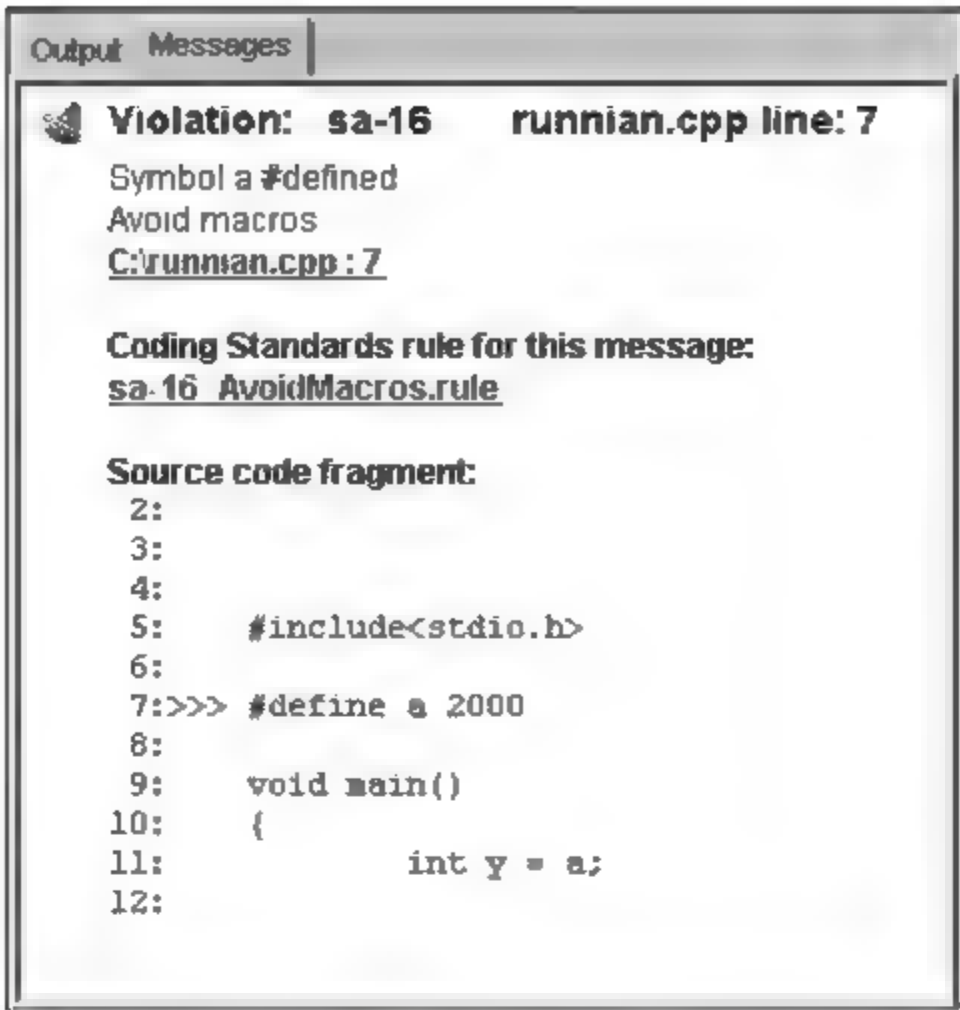 Output Messages
Violation: sa-16 runnian.cpp line: 7
Symbol a #defined
Avoid macros
C:\runnian.cpp : 7
Coding Standards rule for this message:
sa-16 AvoidMacros.rule
Source code fragment:
2:
3:
4:
5: #include<stdio.h>
6:
7:>>> #define a 2000
8:
9: void main()
10: {
11: int y = a;
12: